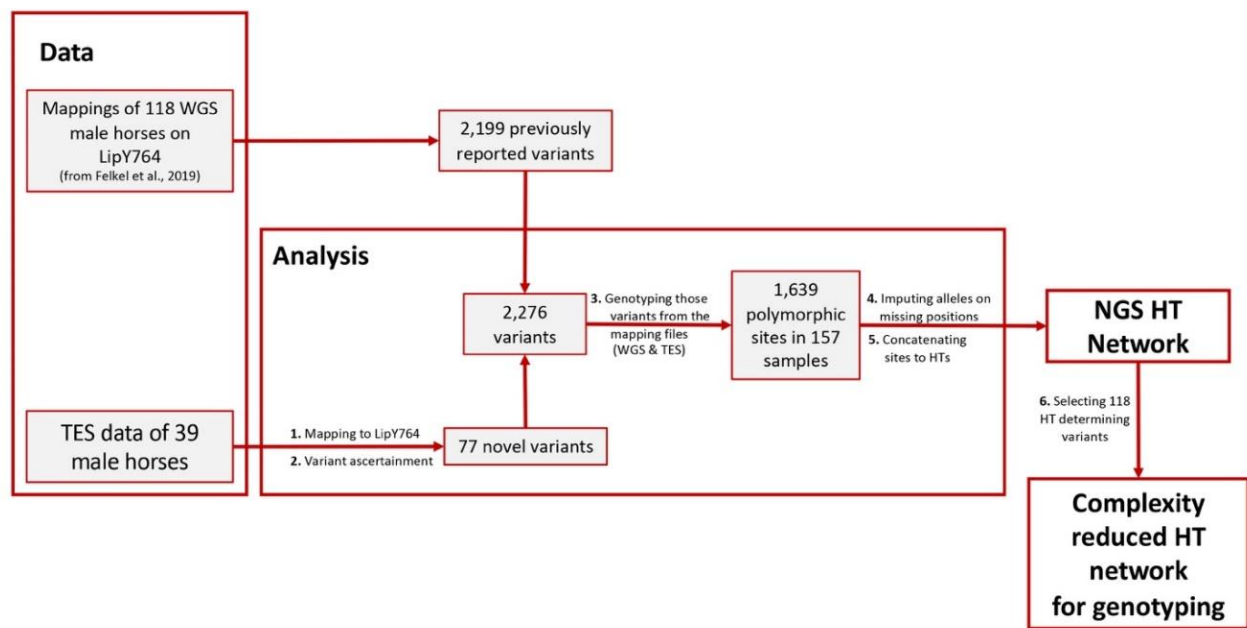 Data
Mappings of 118 WGS
male horses on
LipY764
(from Felkel et al., 2019)
2,199 previously
reported variants
Analysis
2,276
variants
3. Genotyping those
variants from the
mapping files
(WGS & TES)
1,639
polymorphic
sites in 157
samples
4. Imputing alleles on
missing positions
5. Concatenating
sites to HTs
NGS HT
Network
TES data of 39
male horses
1. Mapping to LipY764
2. Variant ascertainment
77 novel variants
6. Selecting 118
HT determining
variants
Complexity
reduced HT
network
for genotyping